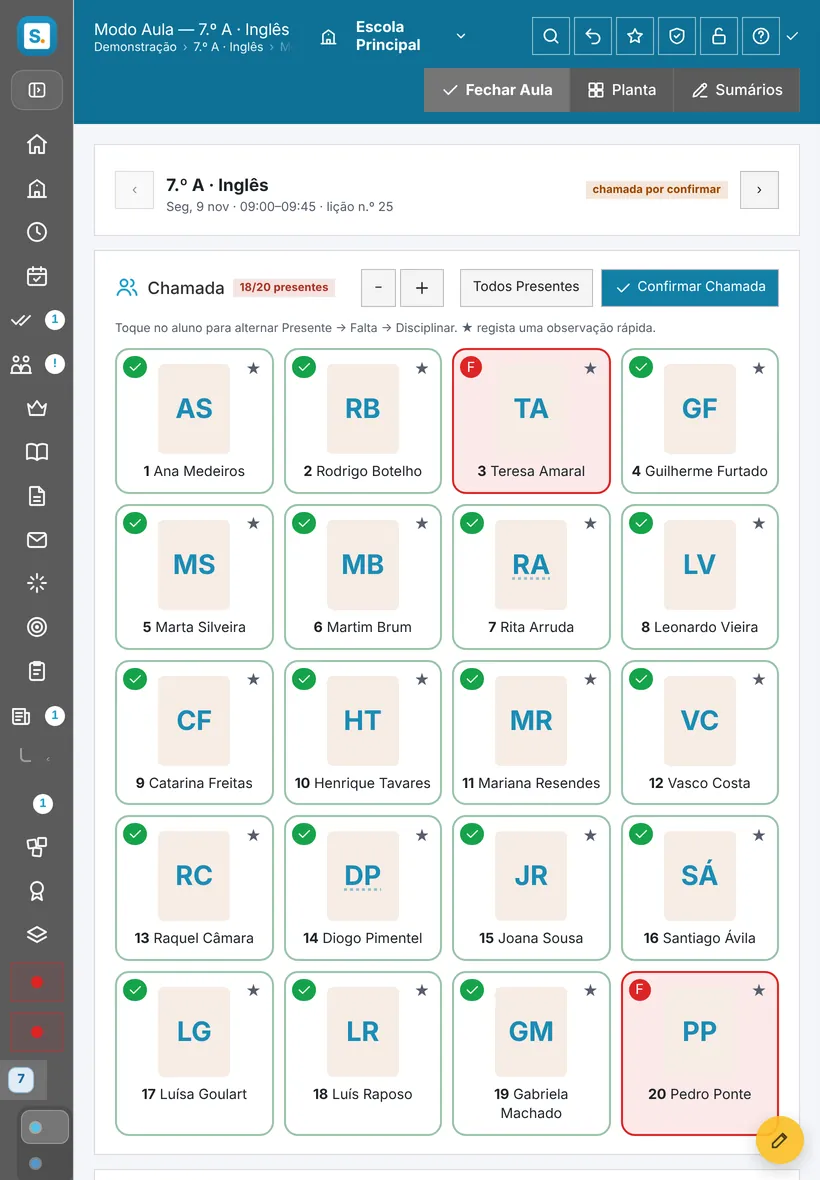 S.
Modo Aula — 7.º A · Inglês
Demonstração › 7.º A · Inglês ›
Escola Principal
Fechar Aula
Planta
Sumários
7.º A · Inglês
Seg, 9 nov · 09:00–09:45 · lição n.º 25
chamada por confirmar
Chamada
18/20 presentes
-
+
Todos Presentes
Confirmar Chamada
Toque no aluno para alternar Presente → Falta → Disciplinar. ★ regista uma observação rápida.
AS
1 Ana Medeiros
RB
2 Rodrigo Botelho
F
TA
3 Teresa Amaral
GF
4 Guilherme Furtado
MS
5 Marta Silveira
MB
6 Martim Brum
RA
7 Rita Arruda
LV
8 Leonardo Vieira
CF
9 Catarina Freitas
HT
10 Henrique Tavares
MR
11 Mariana Resendes
VC
12 Vasco Costa
RC
13 Raquel Câmara
DP
14 Diogo Pimentel
JR
15 Joana Sousa
SÁ
16 Santiago Ávila
LG
17 Luísa Goulart
LR
18 Luís Raposo
GM
19 Gabriela
Machado
F
PP
20 Pedro Ponte
1
!
1
1
7